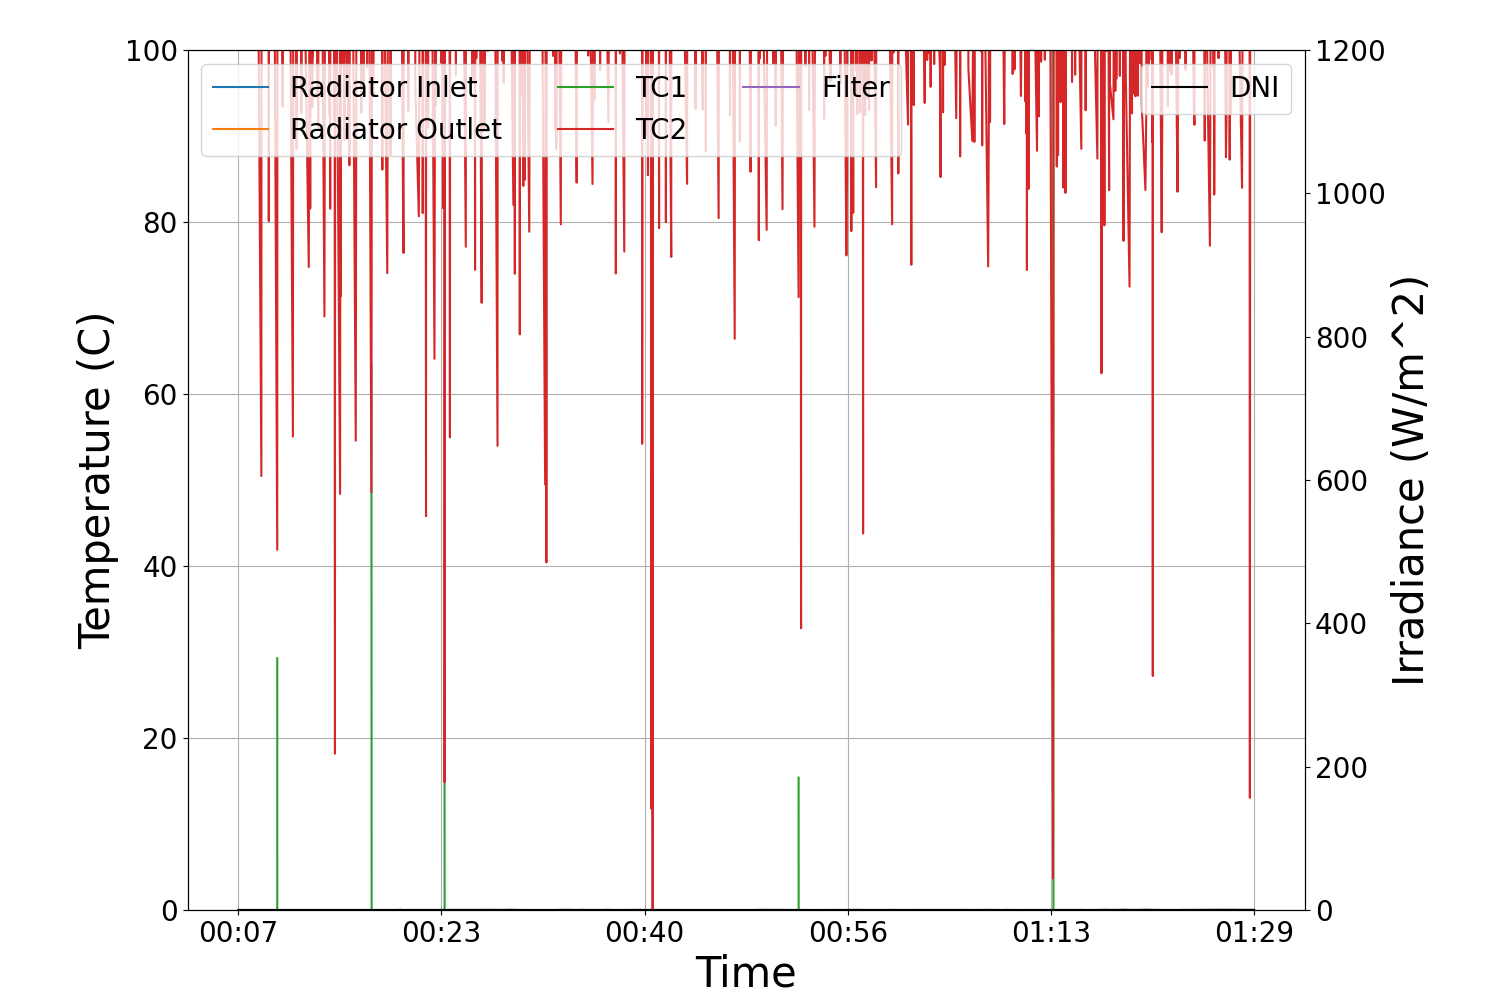 100
80
60
40
20
0
Temperature (C)
Radiator Inlet
Radiator Outlet
TC1
TC2
Filter
DNI
1200
1000
800
600
400
200
0
Irradiance (W/m^2)
00:07 00:23 00:40 00:56 01:13 01:29
Time